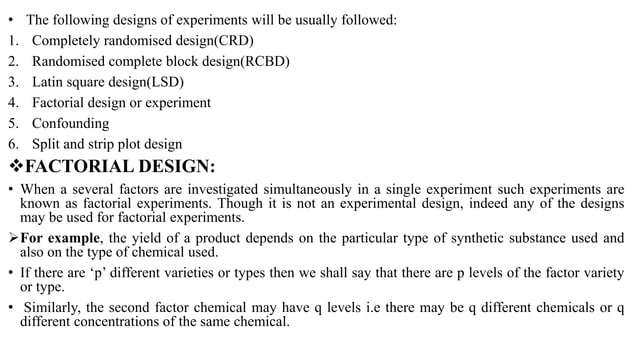 • The following designs of experiments will be usually followed:
1. Completely randomised design(CRD)
2. Randomised complete block design(RCBD)
3. Latin square design(LSD)
4. Factorial design or experiment
5. Confounding
6. Split and strip plot design
❖FACTORIAL DESIGN:
• When a several factors are investigated simultaneously in a single experiment such experiments are
known as factorial experiments. Though it is not an experimental design, indeed any of the designs
may be used for factorial experiments.
➢For example, the yield of a product depends on the particular type of synthetic substance used and
also on the type of chemical used.
• If there are ‘p’ different varieties or types then we shall say that there are p levels of the factor variety
or type.
• Similarly, the second factor chemical may have q levels i.e there may be q different chemicals or q
different concentrations of the same chemical.